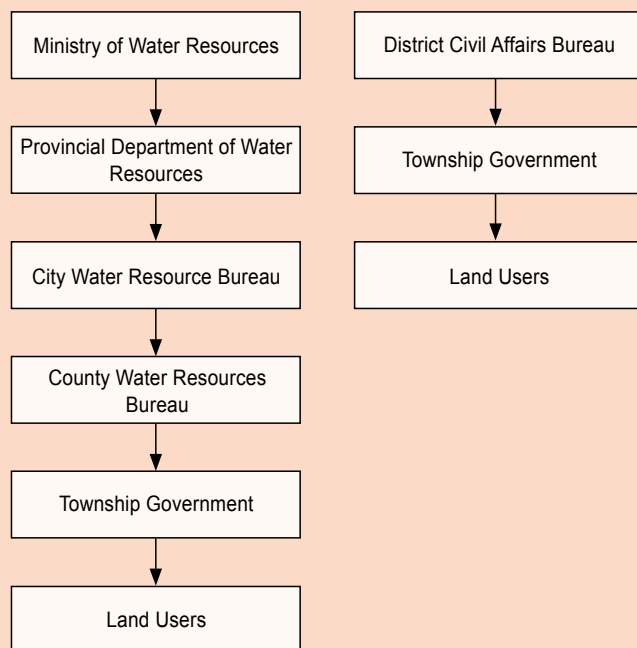 Ministry of Water Resources
Provincial Department of Water
Resources
City Water Resource Bureau
County Water Resources
Bureau
Township Government
Land Users
District Civil Affairs Bureau
Township Government
Land Users